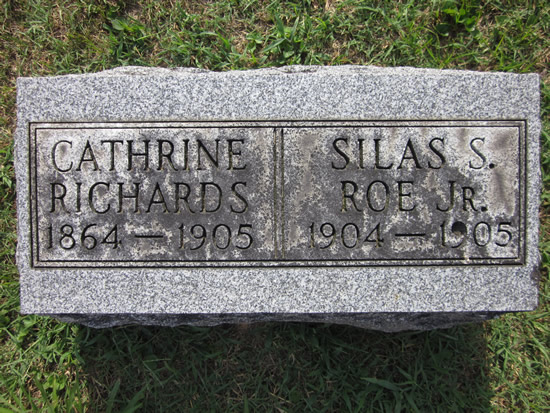 CATHRINE
RICHARDS
1864 – 1905
SILAS S.
ROE JR.
1904 – 1905